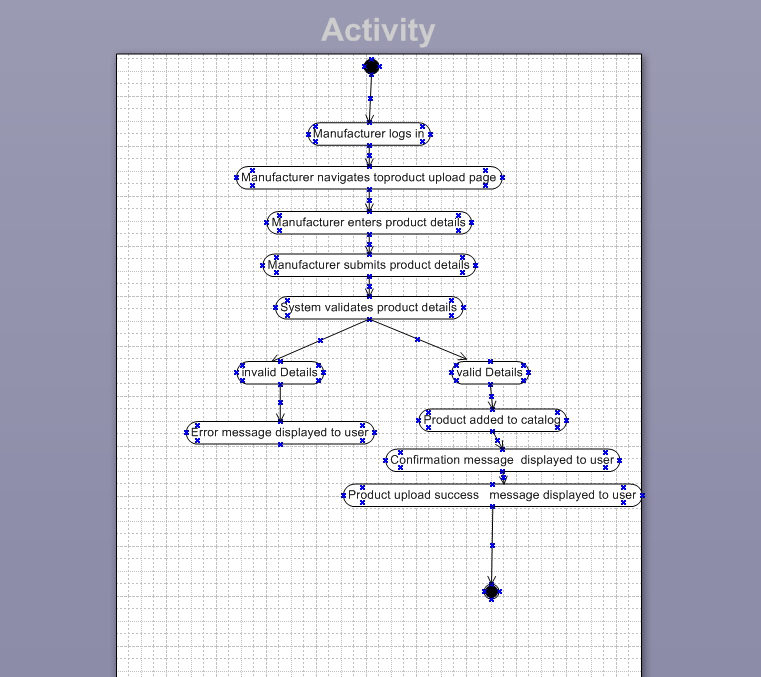 Activity
Manufacturer logs in
Manufacturer navigates toproduct upload page
Manufacturer enters product details
Manufacturer submits product details
System validates product details
invalid Details
valid Details
Product added to catalog
Error message displayed to user
Confirmation message displayed to user
Product upload success message displayed to user